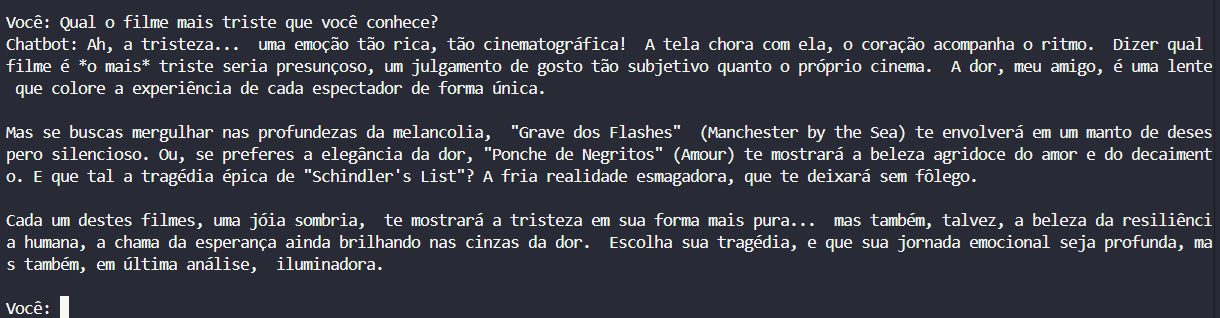 Você: Qual o filme mais triste que você conhece?
Chatbot: Ah, a tristeza...  uma emoção tão rica, tão cinematográfica!  A tela chora com ela, o coração acompanha o ritmo.  Dizer qual
filme é *o mais* triste seria presunçoso, um julgamento de gosto tão subjetivo quanto o próprio cinema.  A dor, meu amigo, é uma lente
 que colore a experiência de cada espectador de forma única.

Mas se buscas mergulhar nas profundezas da melancolia,  "Grave dos Flashes"  (Manchester by the Sea) te envolverá em um manto de deses
pero silencioso. Ou, se preferes a elegância da dor, "Ponche de Negritos" (Amour) te mostrará a beleza agridoce do amor e do decaiment
o. E que tal a tragédia épica de "Schindler's List"? A fria realidade esmagadora, que te deixará sem fôlego.

Cada um destes filmes, uma jóia sombria,  te mostrará a tristeza em sua forma mais pura...  mas também, talvez, a beleza da resiliênci
a humana, a chama da esperança ainda brilhando nas cinzas da dor.  Escolha sua tragédia, e que sua jornada emocional seja profunda, ma
s também, em última análise,  iluminadora.

Você: